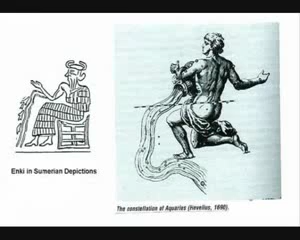 Enki in Sumerian Depictions
The constellation of Aquarius (Hevelius, 1690).